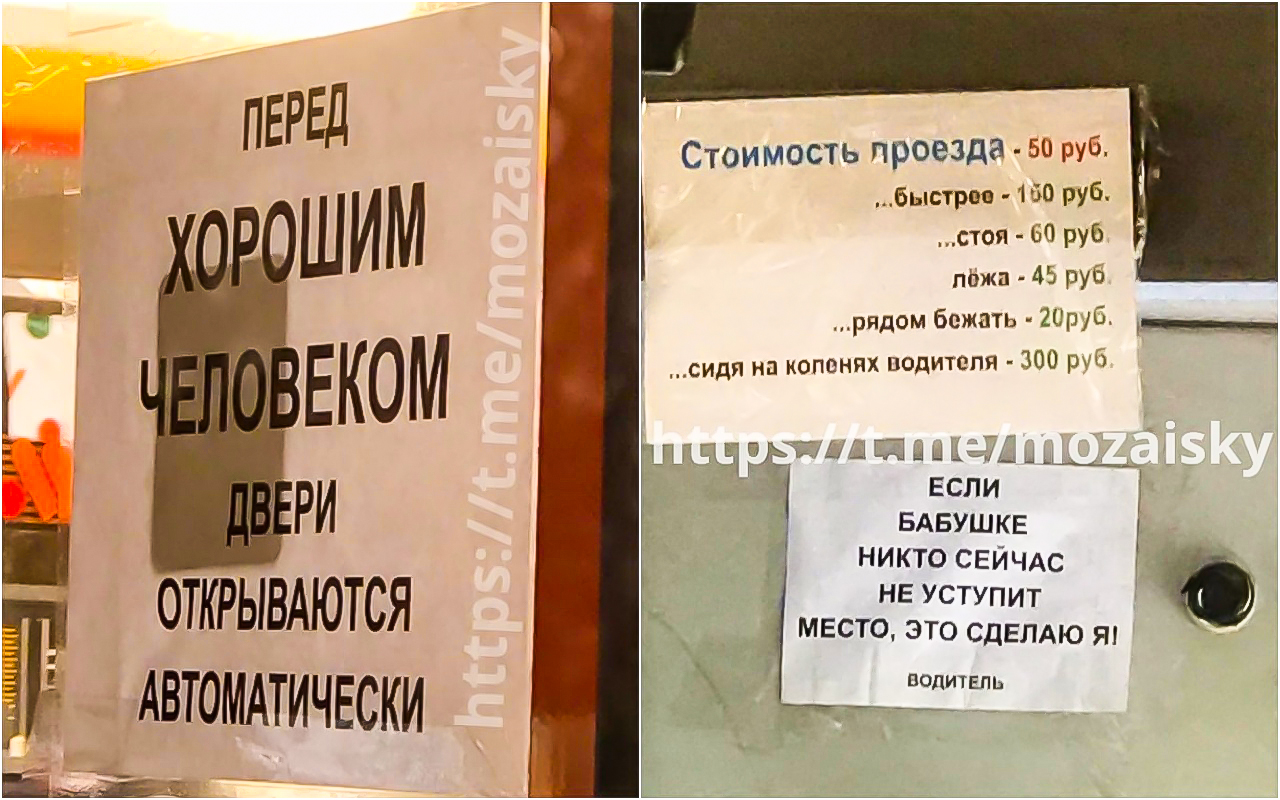 ПЕРЕД
ХОРОШИМ
ЧЕЛОВЕКОМ
ДВЕРИ
ОТКРЫВАЮТСЯ
АВТОМАТИЧЕСКИ
https://t.me/mozaisky
Стоимость проезда - 50 руб.
...быстрее - 150 руб.
...стоя - 60 руб.
лёжа - 45 руб.
...рядом бежать - 20руб.
...сидя на коленях водителя - 300 руб.
https://t.me/mozaisky
ЕСЛИ
БАБУШКЕ
НИКТО СЕЙЧАС
НЕ УСТУПИТ
МЕСТО, ЭТО СДЕЛАЮ Я!
ВОДИТЕЛЬ